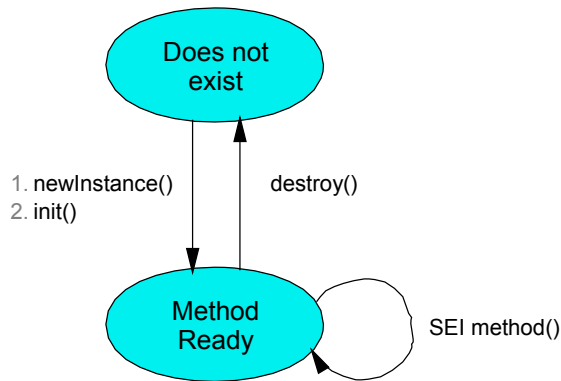 Does not
exist
1. newInstance()
2. init()
destroy()
Method
Ready
SEI method()